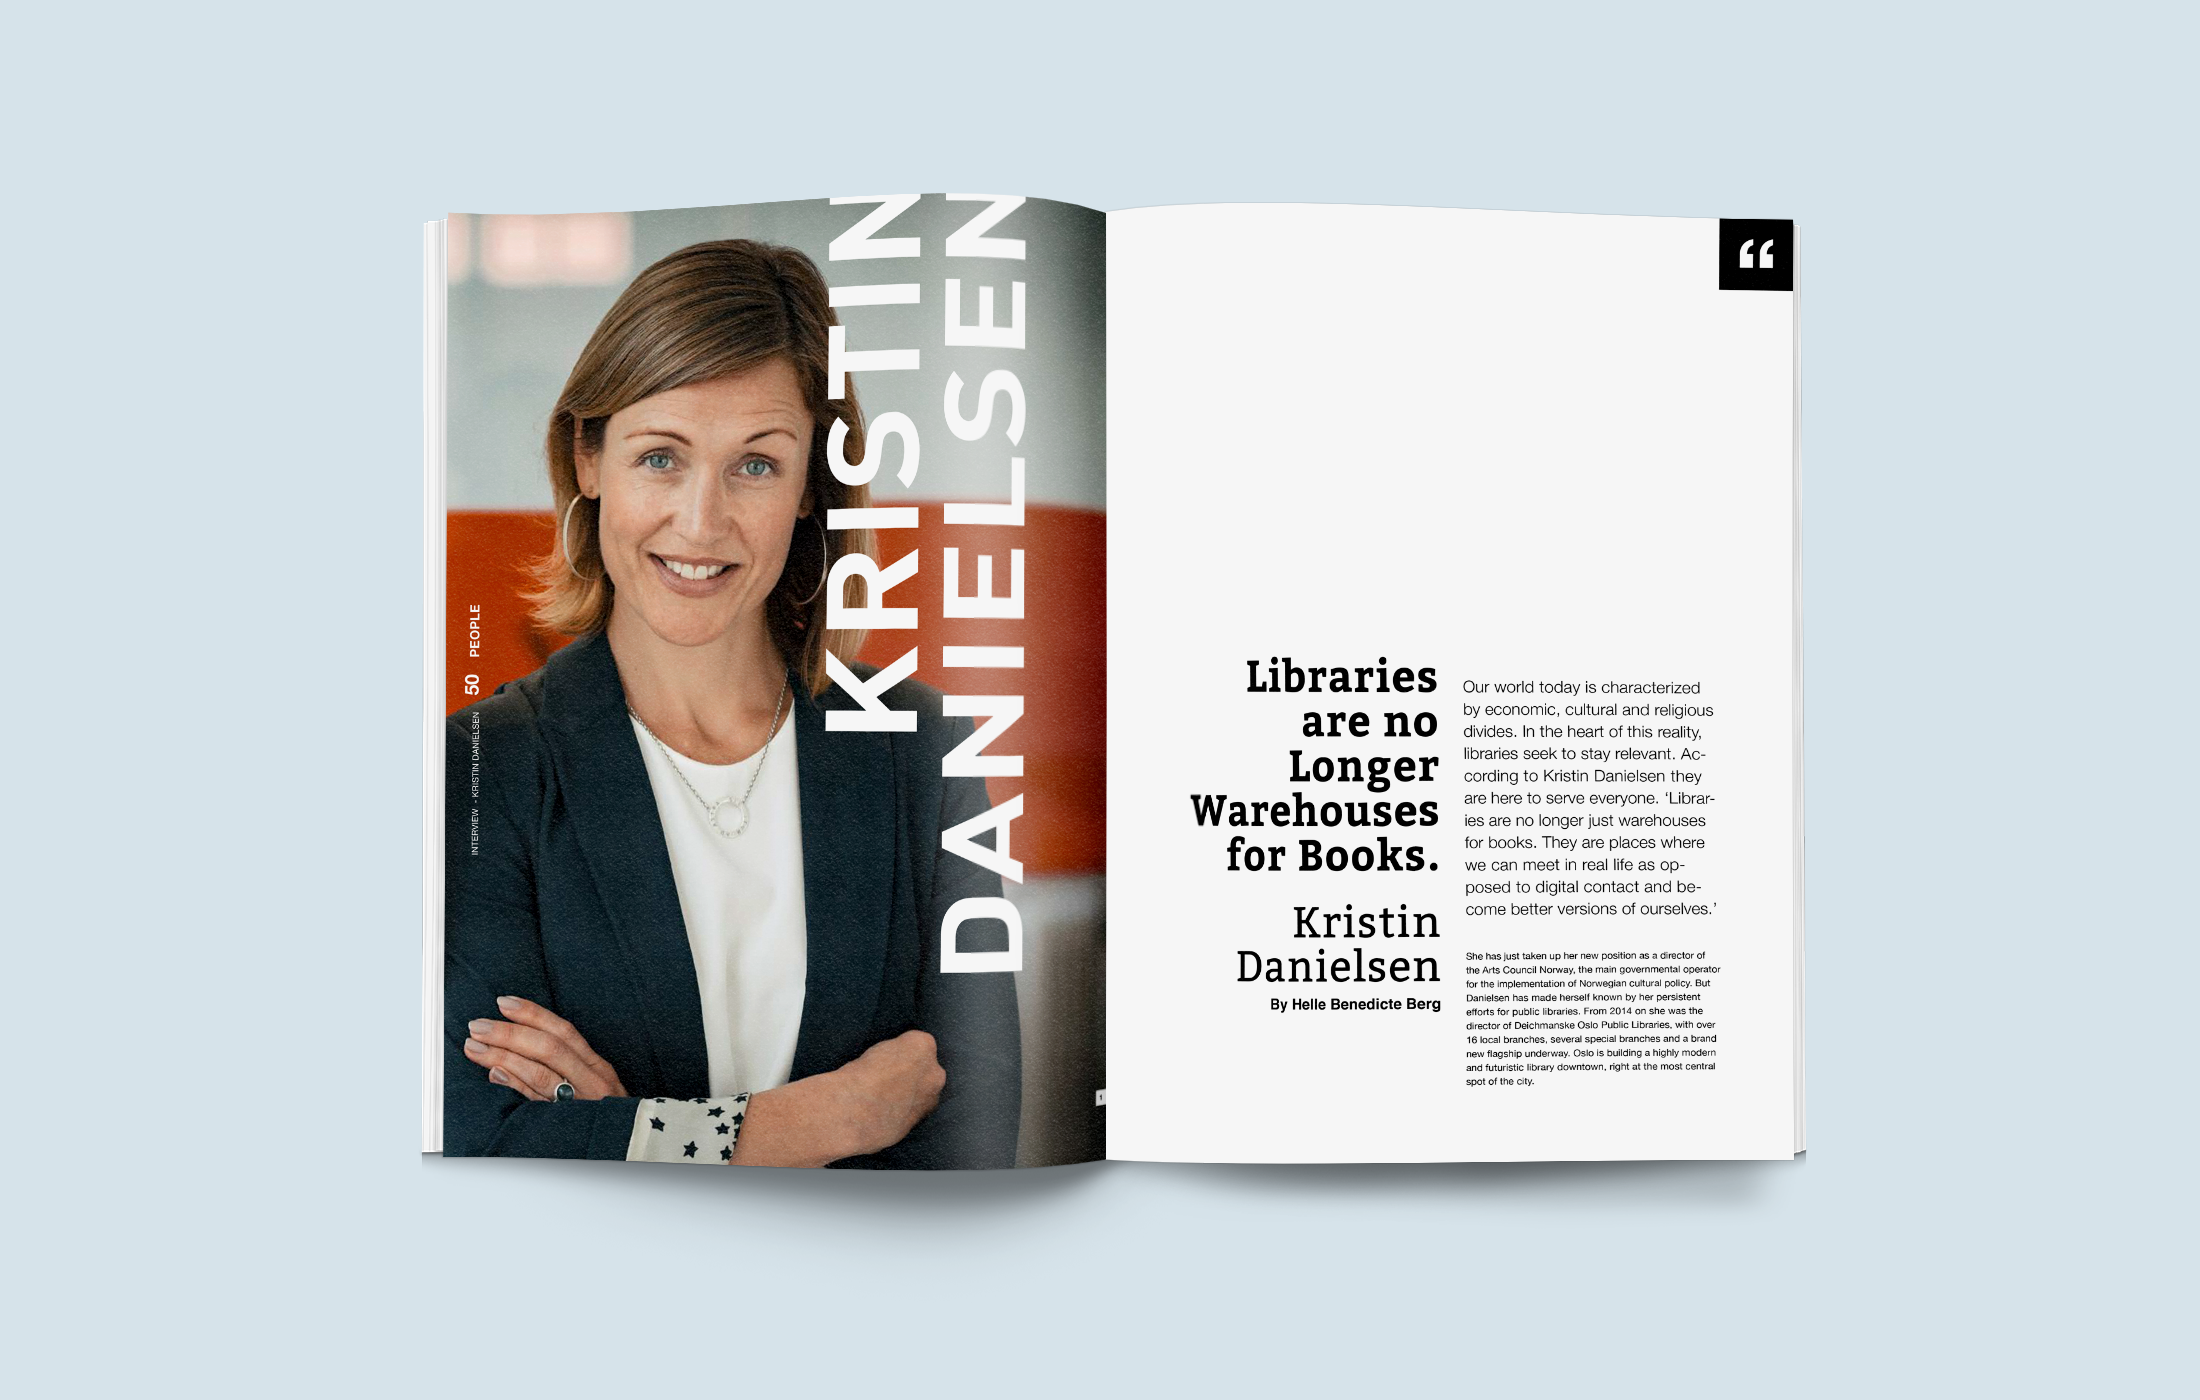 KRISTIN
DANIELSEN
INTERVIEW - KRISTIN DANIELSEN 50 PEOPLE
“
Libraries
are no
Longer
Warehouses
for Books.
Kristin
Danielsen
By Helle Benedicte Berg
Our world today is characterized
by economic, cultural and religious
divides. In the heart of this reality,
libraries seek to stay relevant. Ac-
cording to Kristin Danielsen they
are here to serve everyone. ‘Librar-
ies are no longer just warehouses
for books. They are places where
we can meet in real life as op-
posed to digital contact and be-
come better versions of ourselves.’
She has just taken up her new position as a director of
the Arts Council Norway, the main governmental operator
for the implementation of Norwegian cultural policy. But
Danielsen has made herself known by her persistent
efforts for public libraries. From 2014 on she was the
director of Deichmanske Oslo Public Libraries, with over
16 local branches, several special branches and a brand
new flagship underway. Oslo is building a highly modern
and futuristic library downtown, right at the most central
spot of the city.